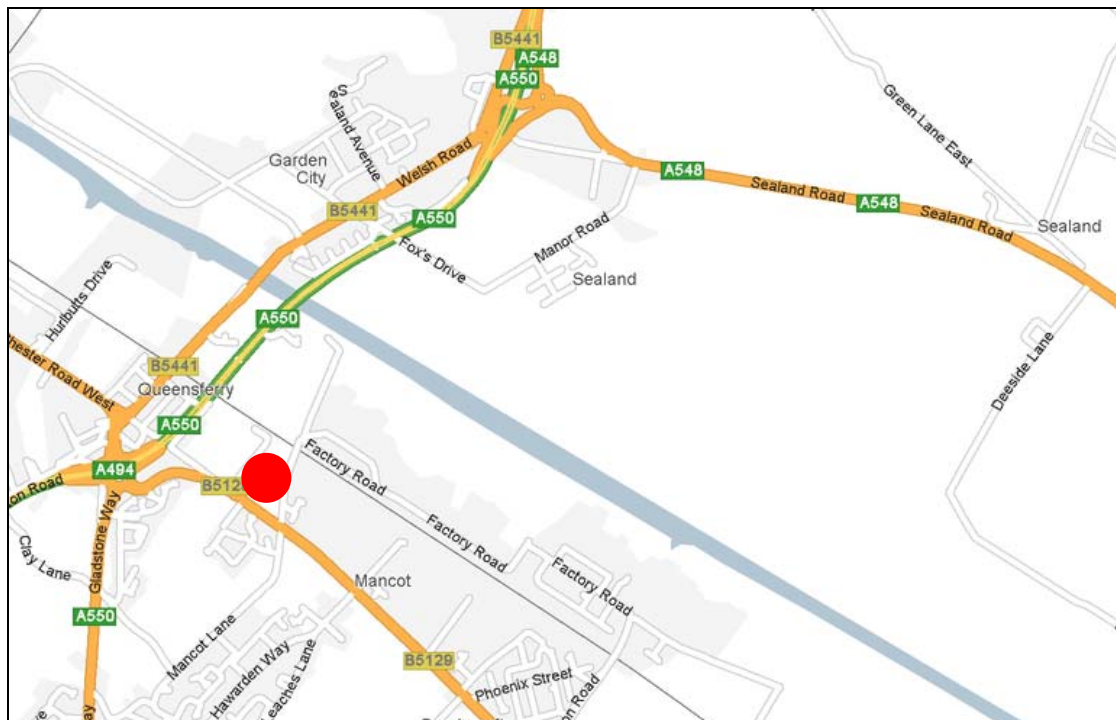 B5441
A548
A550
Sealand Avenue
Green Lane East
Garden
City
Welsh Road
A548
Sealand Road
A548
Sealand Road
Sealand
B5441
A550
Fox's Drive
Manor Road
Sealand
Hurlbutts Drive
A550
Deeside Lane
Road West
B5441
Queensferry
A550
A494
Road
Factory Road
Gladstone Way
Factory Road
Clay Lane
Factory Road
Mancot
A550
Mancot Lane
Hawarden Way
Leaches Lane
B5129
Phoenix Street
Road